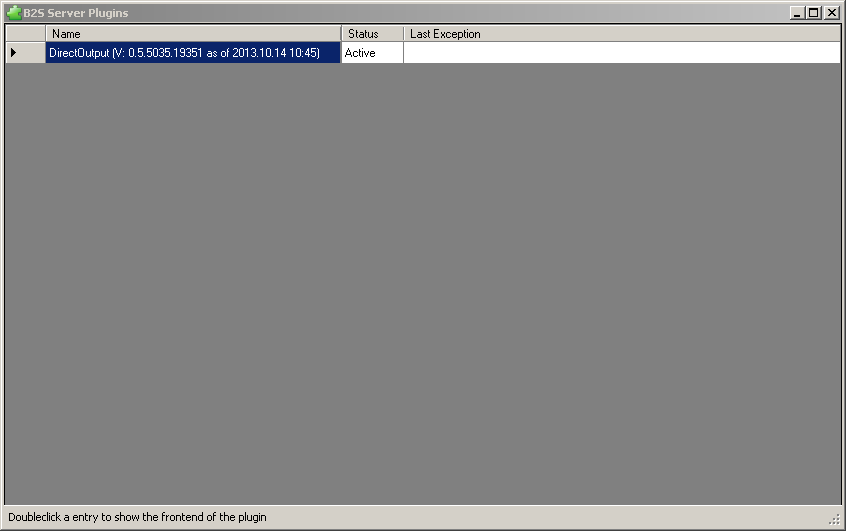 B2S Server Plugins
Name Status Last Exception
DirectOutput (V: 0.5.5035.19351 as of 2013.10.14 10:45) Active
Doubleclick a entry to show the frontend of the plugin